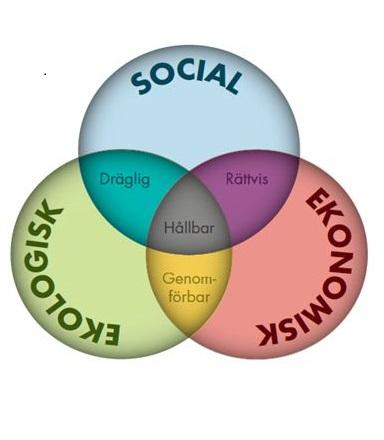 SOCIAL
Dräglig
Rättvis
Hållbar
Genom-
förbar
EKOLOGISK
EKONOMISK